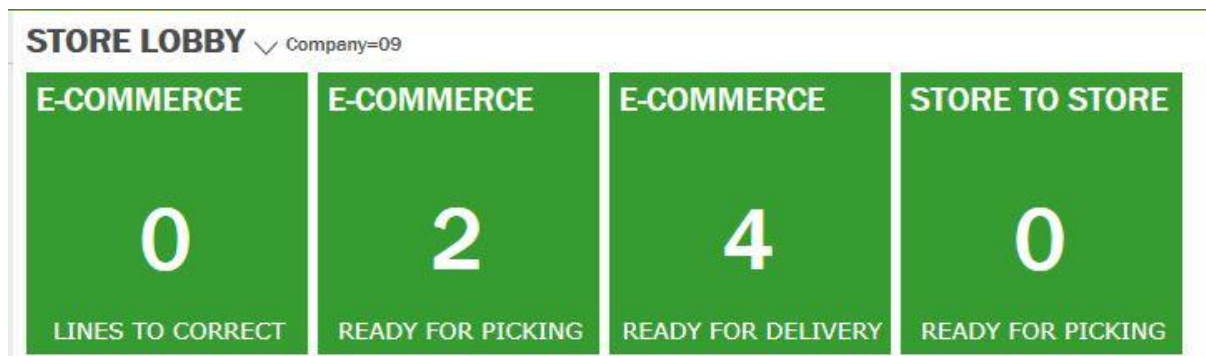 STORE LOBBY Company=09
E-COMMERCE
0
LINES TO CORRECT
E-COMMERCE
2
READY FOR PICKING
E-COMMERCE
4
READY FOR DELIVERY
STORE TO STORE
0
READY FOR PICKING